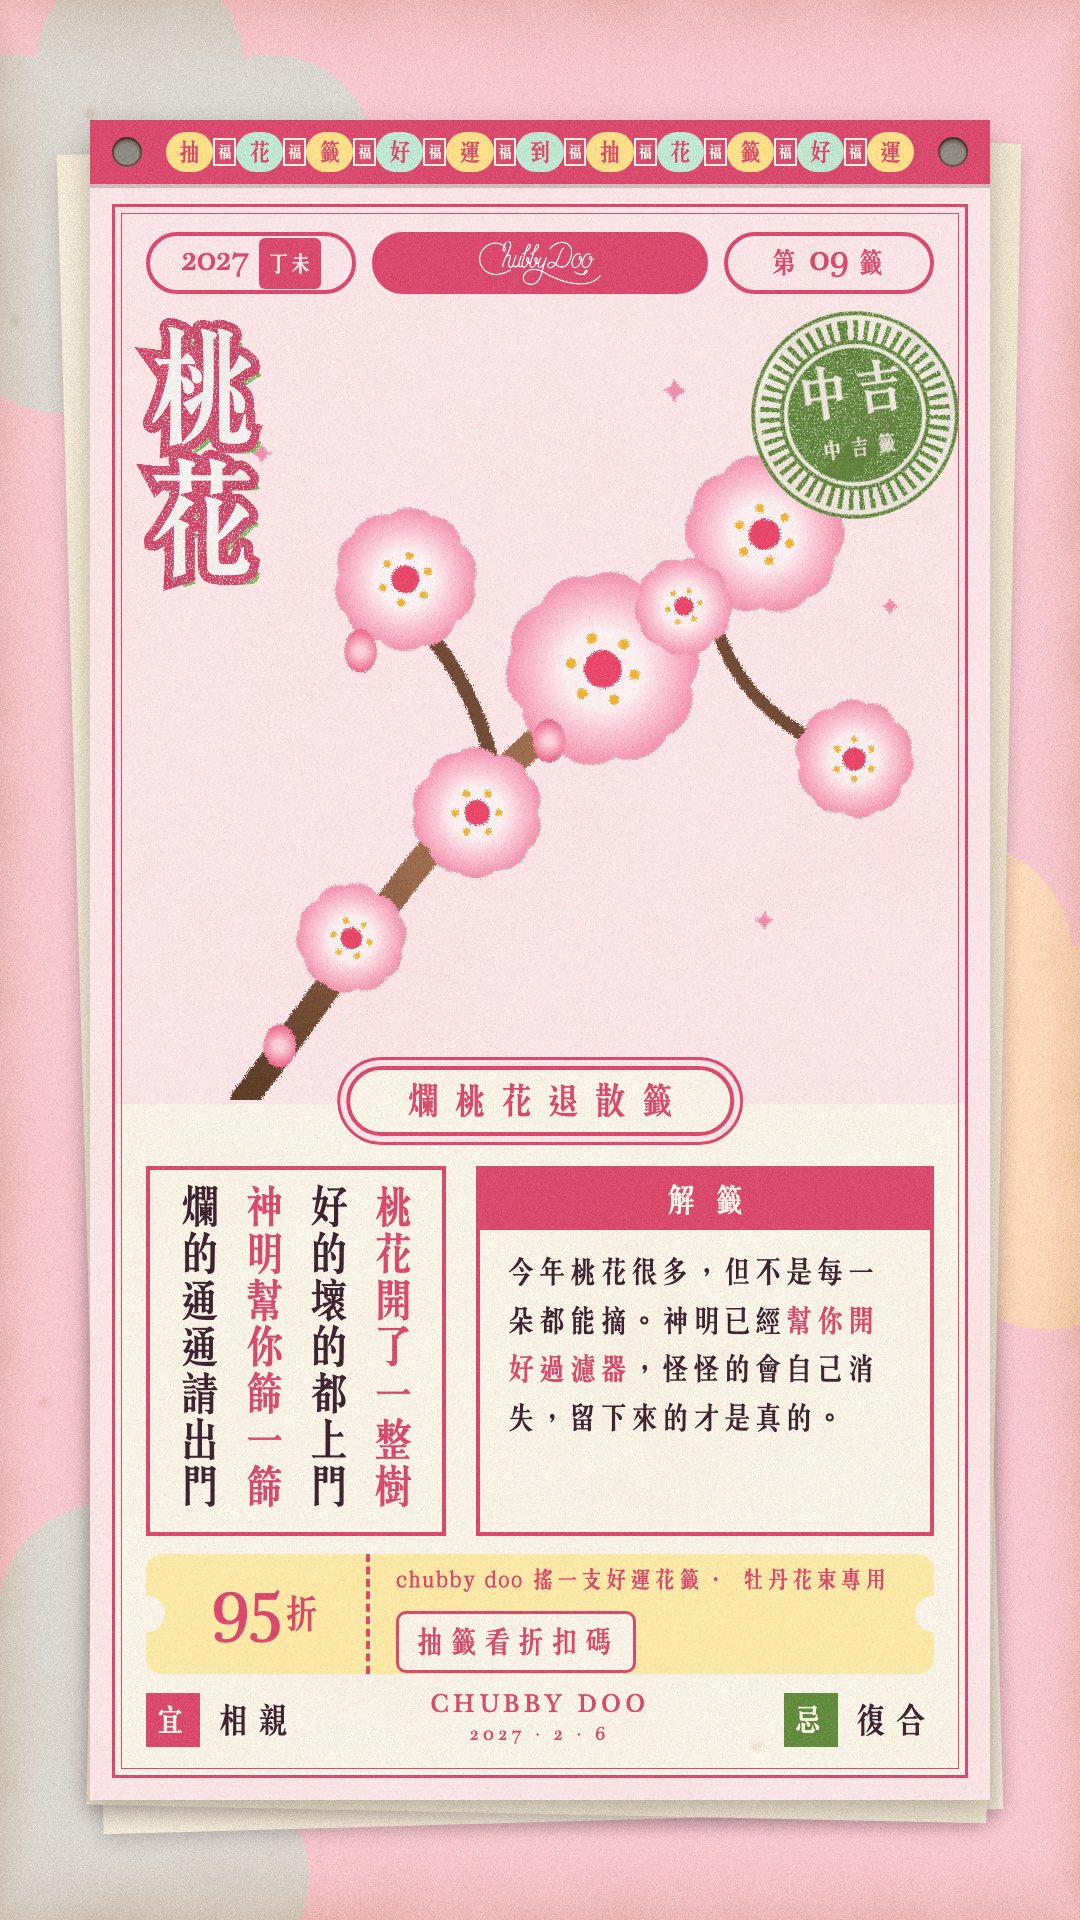 抽福花福籤福好福運福到福抽福花福籤福好福運
2027 丁未
Chubby Doo
第 09 籤
桃花
中吉
中吉籤
爛桃花退散籤
桃花開了一整樹
好的壞的都上門
神明幫你篩一篩
爛的通通請出門
解籤
今年桃花很多，但不是每一
朵都能摘。神明已經幫你開
好過濾器，怪怪的會自己消
失，留下來的才是真的。
95折
chubby doo 搖一支好運花籤・ 牡丹花束專用
抽籤看折扣碼
宜 相親
CHUBBY DOO
2027 · 2 · 6
忌 復合